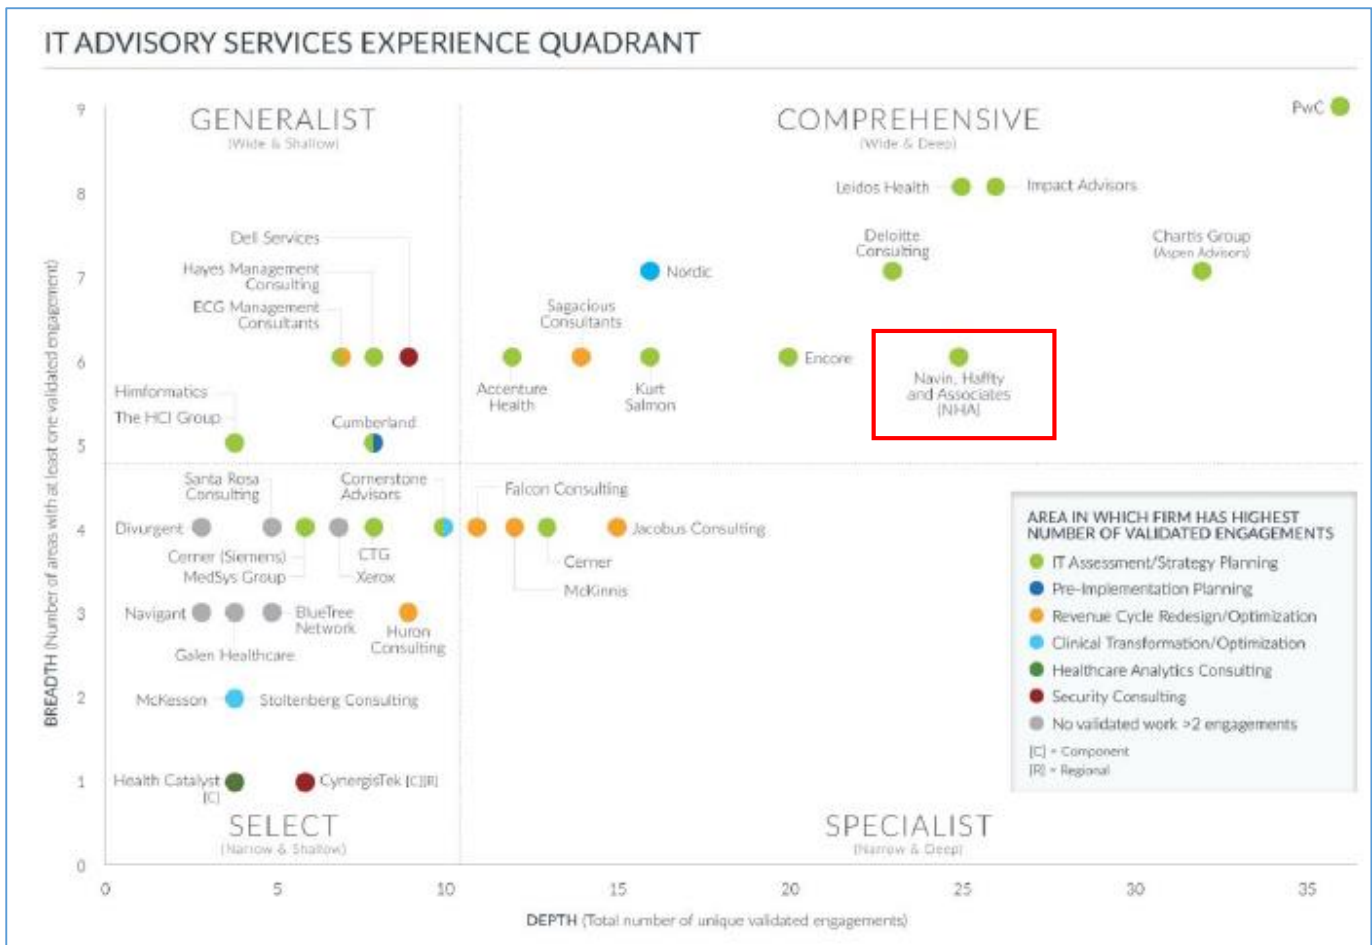 IT ADVISORY SERVICES EXPERIENCE QUADRANT
GENERALIST
(Wide & Shallow)
COMPREHENSIVE
(Wide & Deep)
PwC
Leidos Health
Impact Advisors
Dell Services
Deloitte
Consulting
Chartis Group
(Aspen Advisors)
Hayes Management
Consulting
Nordic
ECG Management
Consultants
Sagacious
Consultants
Encore
Accenture
Health
Kurt
Salmon
Navin, Haffty
and Associates
[NHA]
Himformatics
The HCI Group
Cumberland
Santa Rosa
Consulting
Cornerstone
Advisors
Falcon Consulting
Divurgent
Jacobus Consulting
Cerner (Siemens)
MedSys Group
CTG
Xerox
Cerner
McKinnis
Navigant
BlueTree
Network
Huron
Consulting
Galen Healthcare
McKesson
Stoltenberg Consulting
Health Catalyst
[C]
CynergisTek [C][R]
SELECT
(Narrow & Shallow)
SPECIALIST
(Narrow & Deep)
AREA IN WHICH FIRM HAS HIGHEST
NUMBER OF VALIDATED ENGAGEMENTS
IT Assessment/Strategy Planning
Pre-Implementation Planning
Revenue Cycle Redesign/Optimization
Clinical Transformation/Optimization
Healthcare Analytics Consulting
Security Consulting
No validated work >2 engagements
[C] = Component
[R] = Regional
BREADTH (Number of areas with at least one validated engagement)
9
8
7
6
5
4
3
2
1
0
0 5 10 15 20 25 30 35
DEPTH (Total number of unique validated engagements)